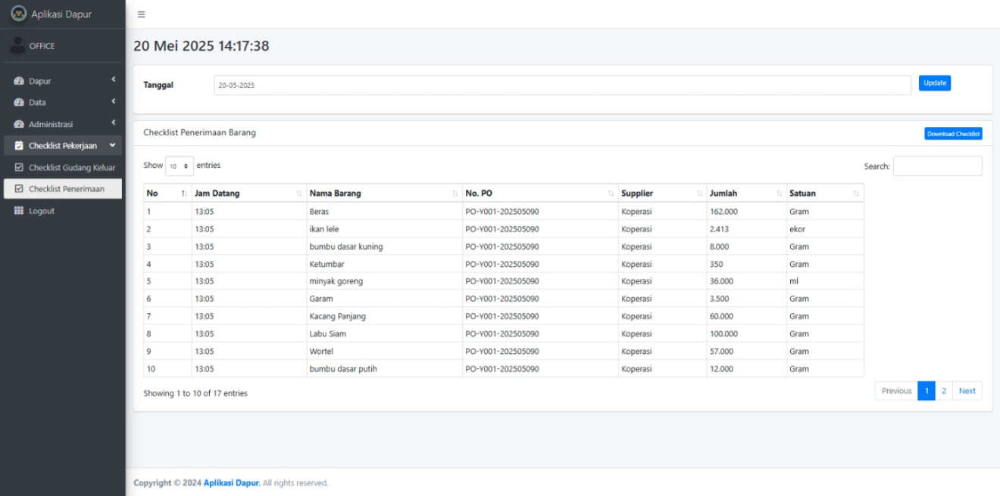 Aplikasi Dapur
OFFICE
Dapur
Data
Administrasi
Checklist Pekerjaan
Checklist Gudang Keluar
Checklist Penerimaan
Logout
20 Mei 2025 14:17:38
Tanggal 20-05-2025 Update
Checklist Penerimaan Barang Download Checklist
Show 10 entries Search:
No Jam Datang Nama Barang No. PO Supplier Jumlah Satuan
1 13:05 Beras PO-Y001-202505090 Koperasi 162.000 Gram
2 13:05 ikan lele PO-Y001-202505090 Koperasi 2.413 ekor
3 13:05 bumbu dasar kuning PO-Y001-202505090 Koperasi 8.000 Gram
4 13:05 Ketumbar PO-Y001-202505090 Koperasi 350 Gram
5 13:05 minyak goreng PO-Y001-202505090 Koperasi 36.000 ml
6 13:05 Garam PO-Y001-202505090 Koperasi 3.500 Gram
7 13:05 Kacang Panjang PO-Y001-202505090 Koperasi 60.000 Gram
8 13:05 Labu Siam PO-Y001-202505090 Koperasi 100.000 Gram
9 13:05 Wortel PO-Y001-202505090 Koperasi 57.000 Gram
10 13:05 bumbu dasar putih PO-Y001-202505090 Koperasi 12.000 Gram
Showing 1 to 10 of 17 entries Previous 1 2 Next
Copyright © 2024 Aplikasi Dapur. All rights reserved.